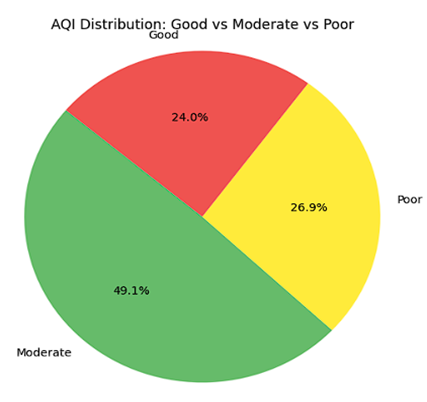 AQI Distribution: Good vs Moderate vs Poor
Good
24.0%
Poor
26.9%
49.1%
Moderate